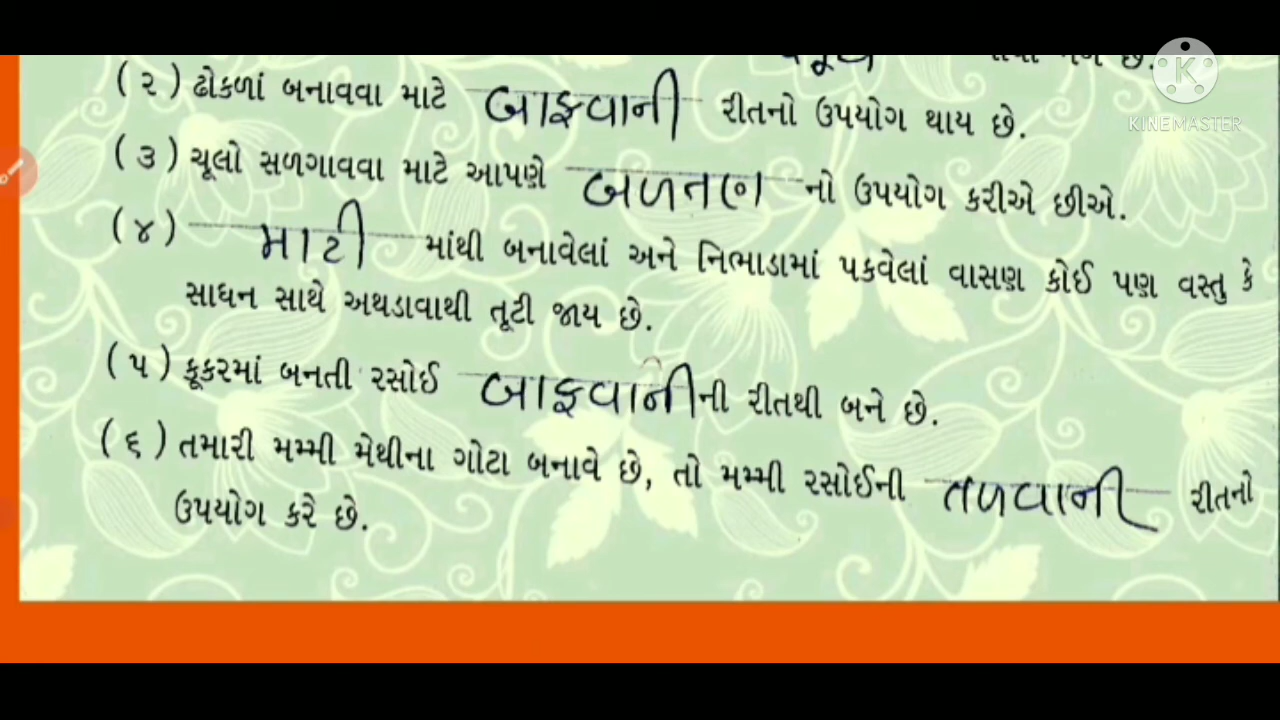 છે.
(૨) ઢોકળાં બનાવવા માટે બાફવાની રીતનો ઉપયોગ થાય છે.
KINEMASTER
(૩) ચૂલો સળગાવવા માટે આપણે બળતણ નો ઉપયોગ કરીએ છીએ.
(૪) માટી માંથી બનાવેલાં અને નિભાડામાં પકવેલાં વાસણ કોઈ પણ વસ્તુ કે
સાધન સાથે અથડાવાથી તૂટી જાય છે.
(૫) કૂકરમાં બનતી રસોઈ બાફવાનીની રીતથી બને છે.
(૬) તમારી મમ્મી મેથીના ગોટા બનાવે છે, તો મમ્મી રસોઈની તળવાની રીતનો
ઉપયોગ કરે છે.